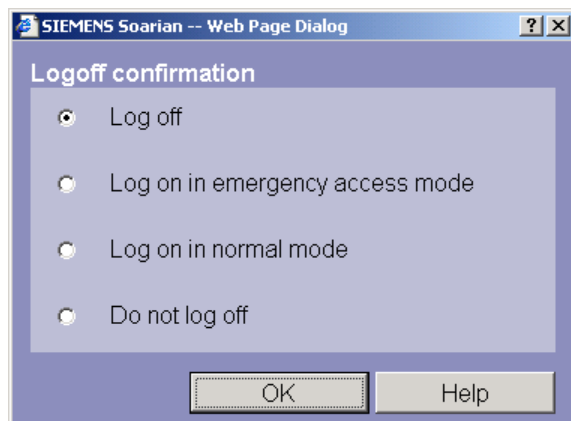 SIEMENS Soarian -- Web Page Dialog
Logoff confirmation
Log off
Log on in emergency access mode
Log on in normal mode
Do not log off
OK Help